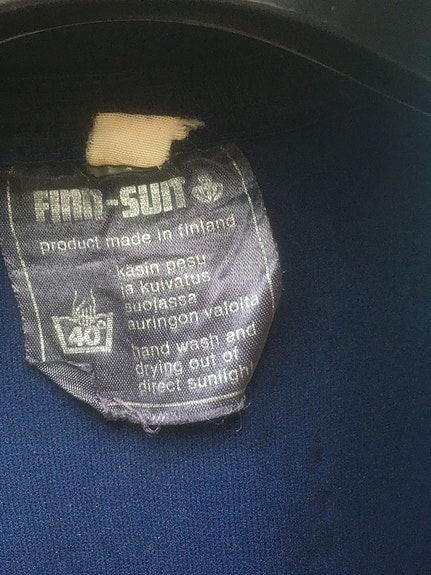 FINN-SUIT
product made in finland
käsin pesu
ja kuivatus
suojassa
auringon valolta
40°
hand wash and
drying out of
direct sunlight